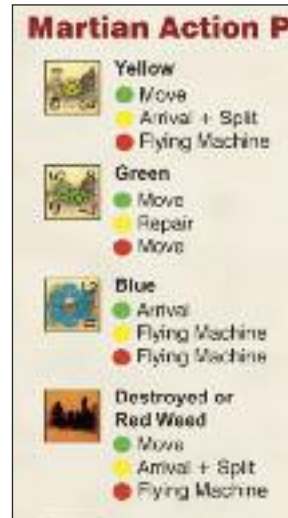 Martian Action P
Yellow
Move
Arrival + Split
Flying Machine
Green
Move
Repair
Move
Blue
Arrival
Flying Machine
Flying Machine
Destroyed or
Red Weed
Move
Arrival + Split
Flying Machine